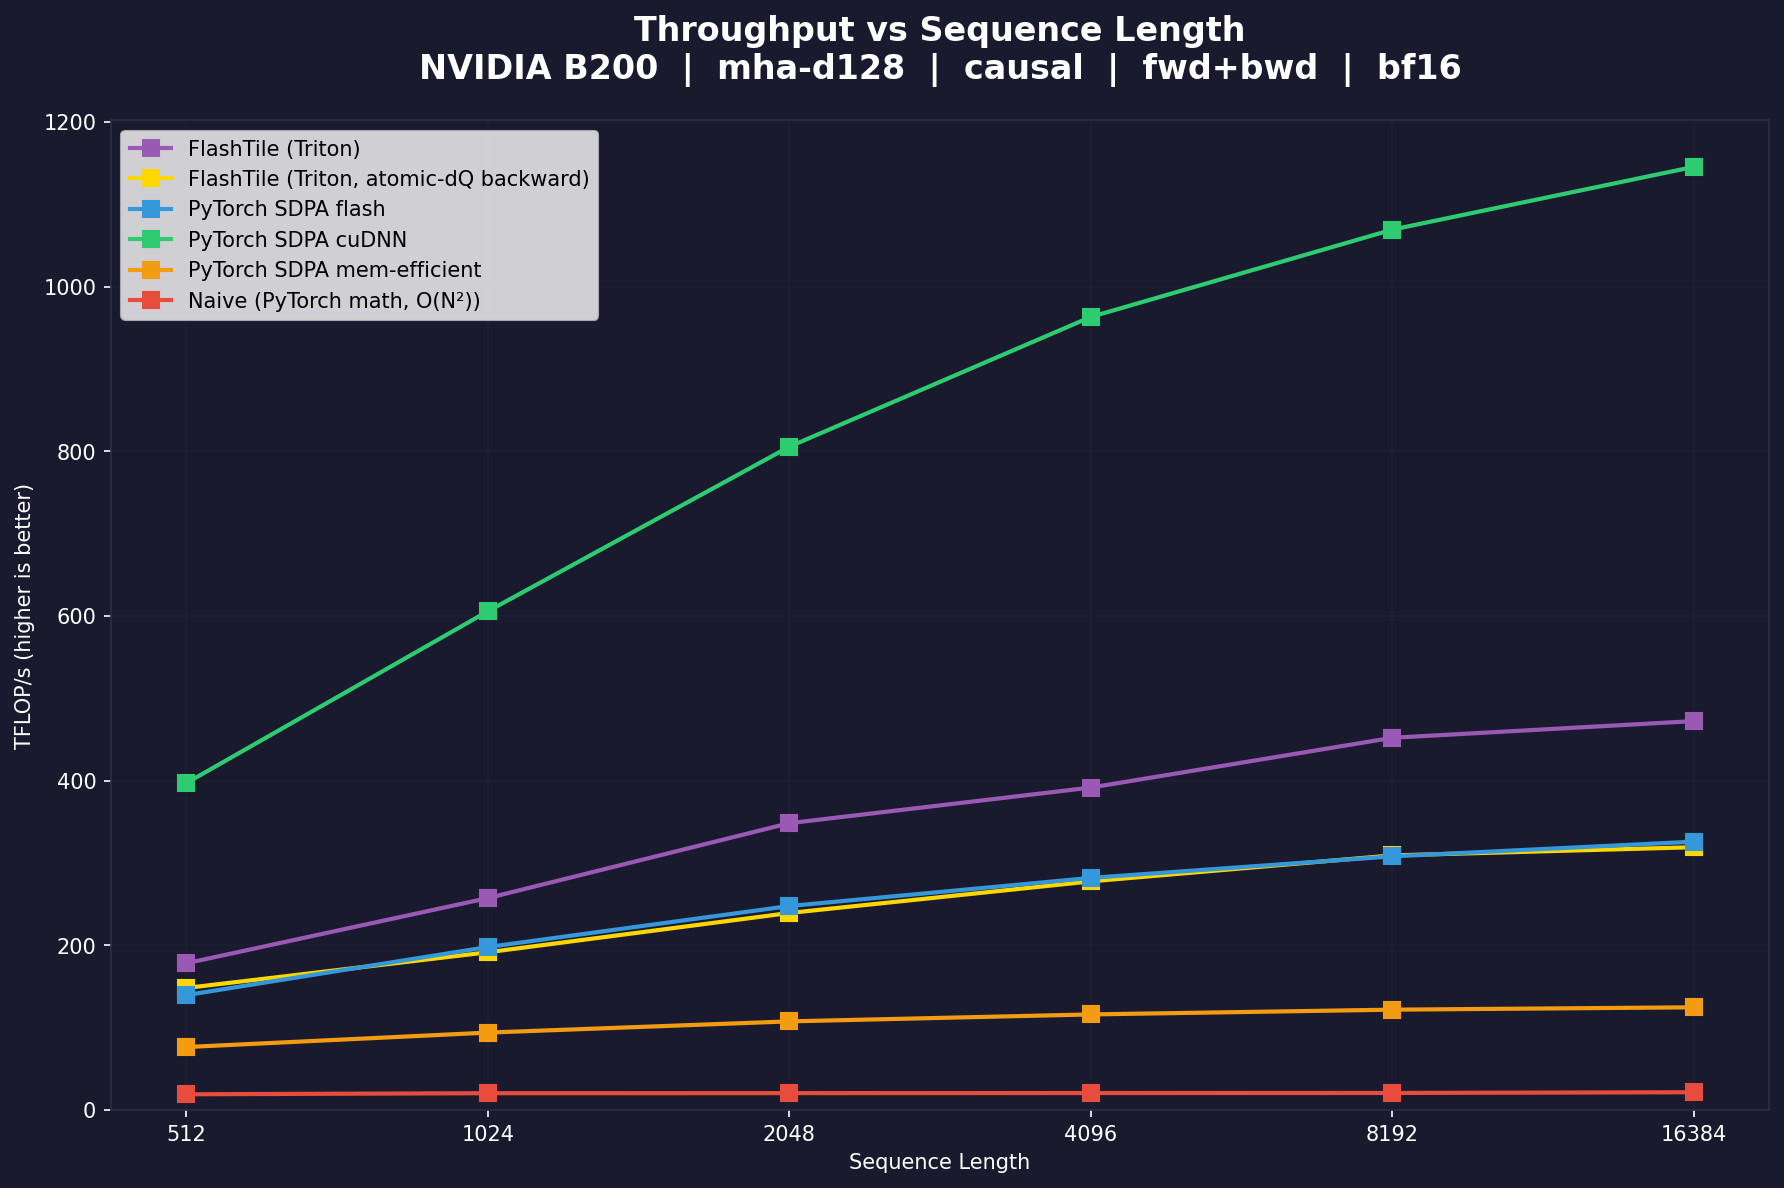 Throughput vs Sequence Length
NVIDIA B200 | mha-d128 | causal | fwd+bwd | bf16
FlashTile (Triton)
FlashTile (Triton, atomic-dQ backward)
PyTorch SDPA flash
PyTorch SDPA cuDNN
PyTorch SDPA mem-efficient
Naive (PyTorch math, O(N²))
TFLOP/s (higher is better)
1200
1000
800
600
400
200
0
512 1024 2048 4096 8192 16384
Sequence Length